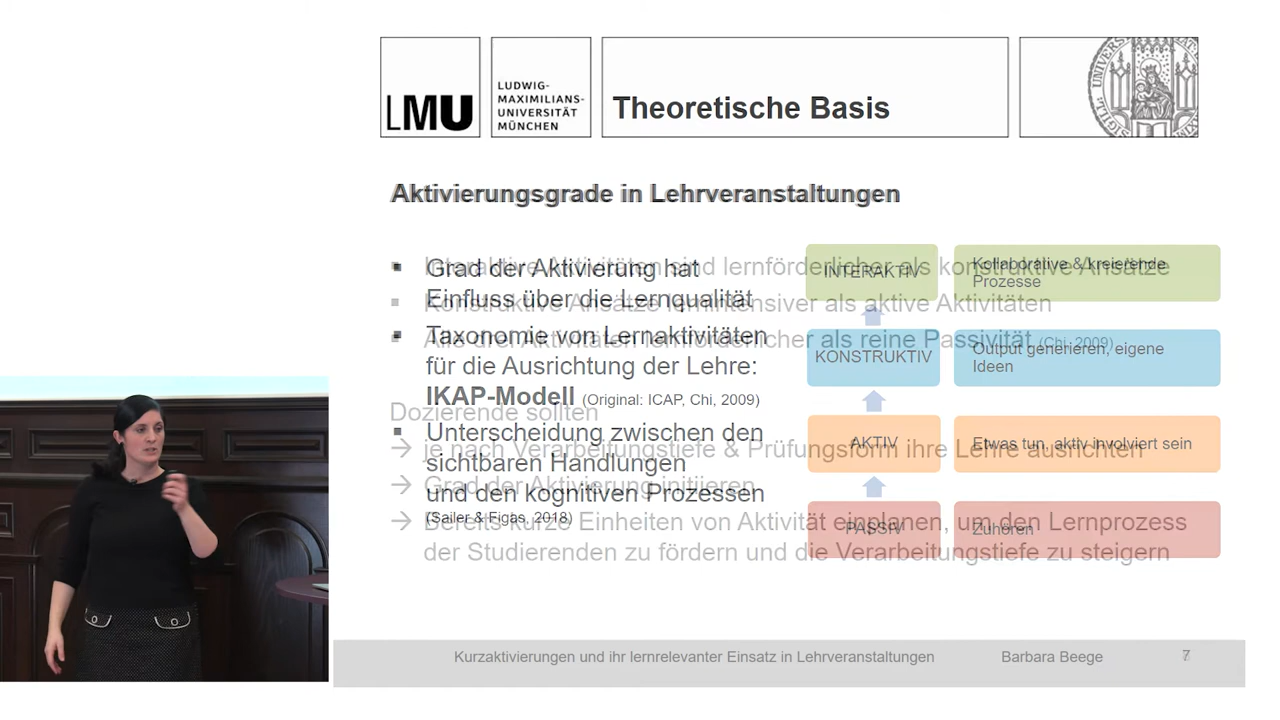 LMU
LUDWIG-
MAXIMILIANS-
UNIVERSITÄT
MÜNCHEN
Theoretische Basis
Aktivierungsgrade in Lehrveranstaltungen
▪ Grad der Aktivierung hat
Einfluss über die Lernqualität
▪ Taxonomie von Lernaktivitäten
für die Ausrichtung der Lehre:
IKAP-Modell (Original: ICAP, Chi, 2009)
▪ Unterscheidung zwischen den
sichtbaren Handlungen
und den kognitiven Prozessen
(Sailer & Figas, 2018)
INTERAKTIV
Kollaborative & kreierende
Prozesse
KONSTRUKTIV
Output generieren, eigene
Ideen
AKTIV
Etwas tun, aktiv involviert sein
PASSIV
Zuhören
Interaktive Aktivitäten sind lernförderlicher als konstruktive Ansätze
Konstruktive Ansätze lernintensiver als aktive Aktivitäten
lernförderlicher als reine Passivität (Chi, 2009)
Dozierende sollten
→ je nach Verarbeitungstiefe & Prüfungsform ihre Lehre ausrichten
→ Grad der Aktivierung initiieren
→ Einheiten von Aktivität einplanen, um den Lernprozess
der Studierenden zu fördern und die Verarbeitungstiefe zu steigern
Kurzaktivierungen und ihr lernrelevanter Einsatz in Lehrveranstaltungen
Barbara Beege
7